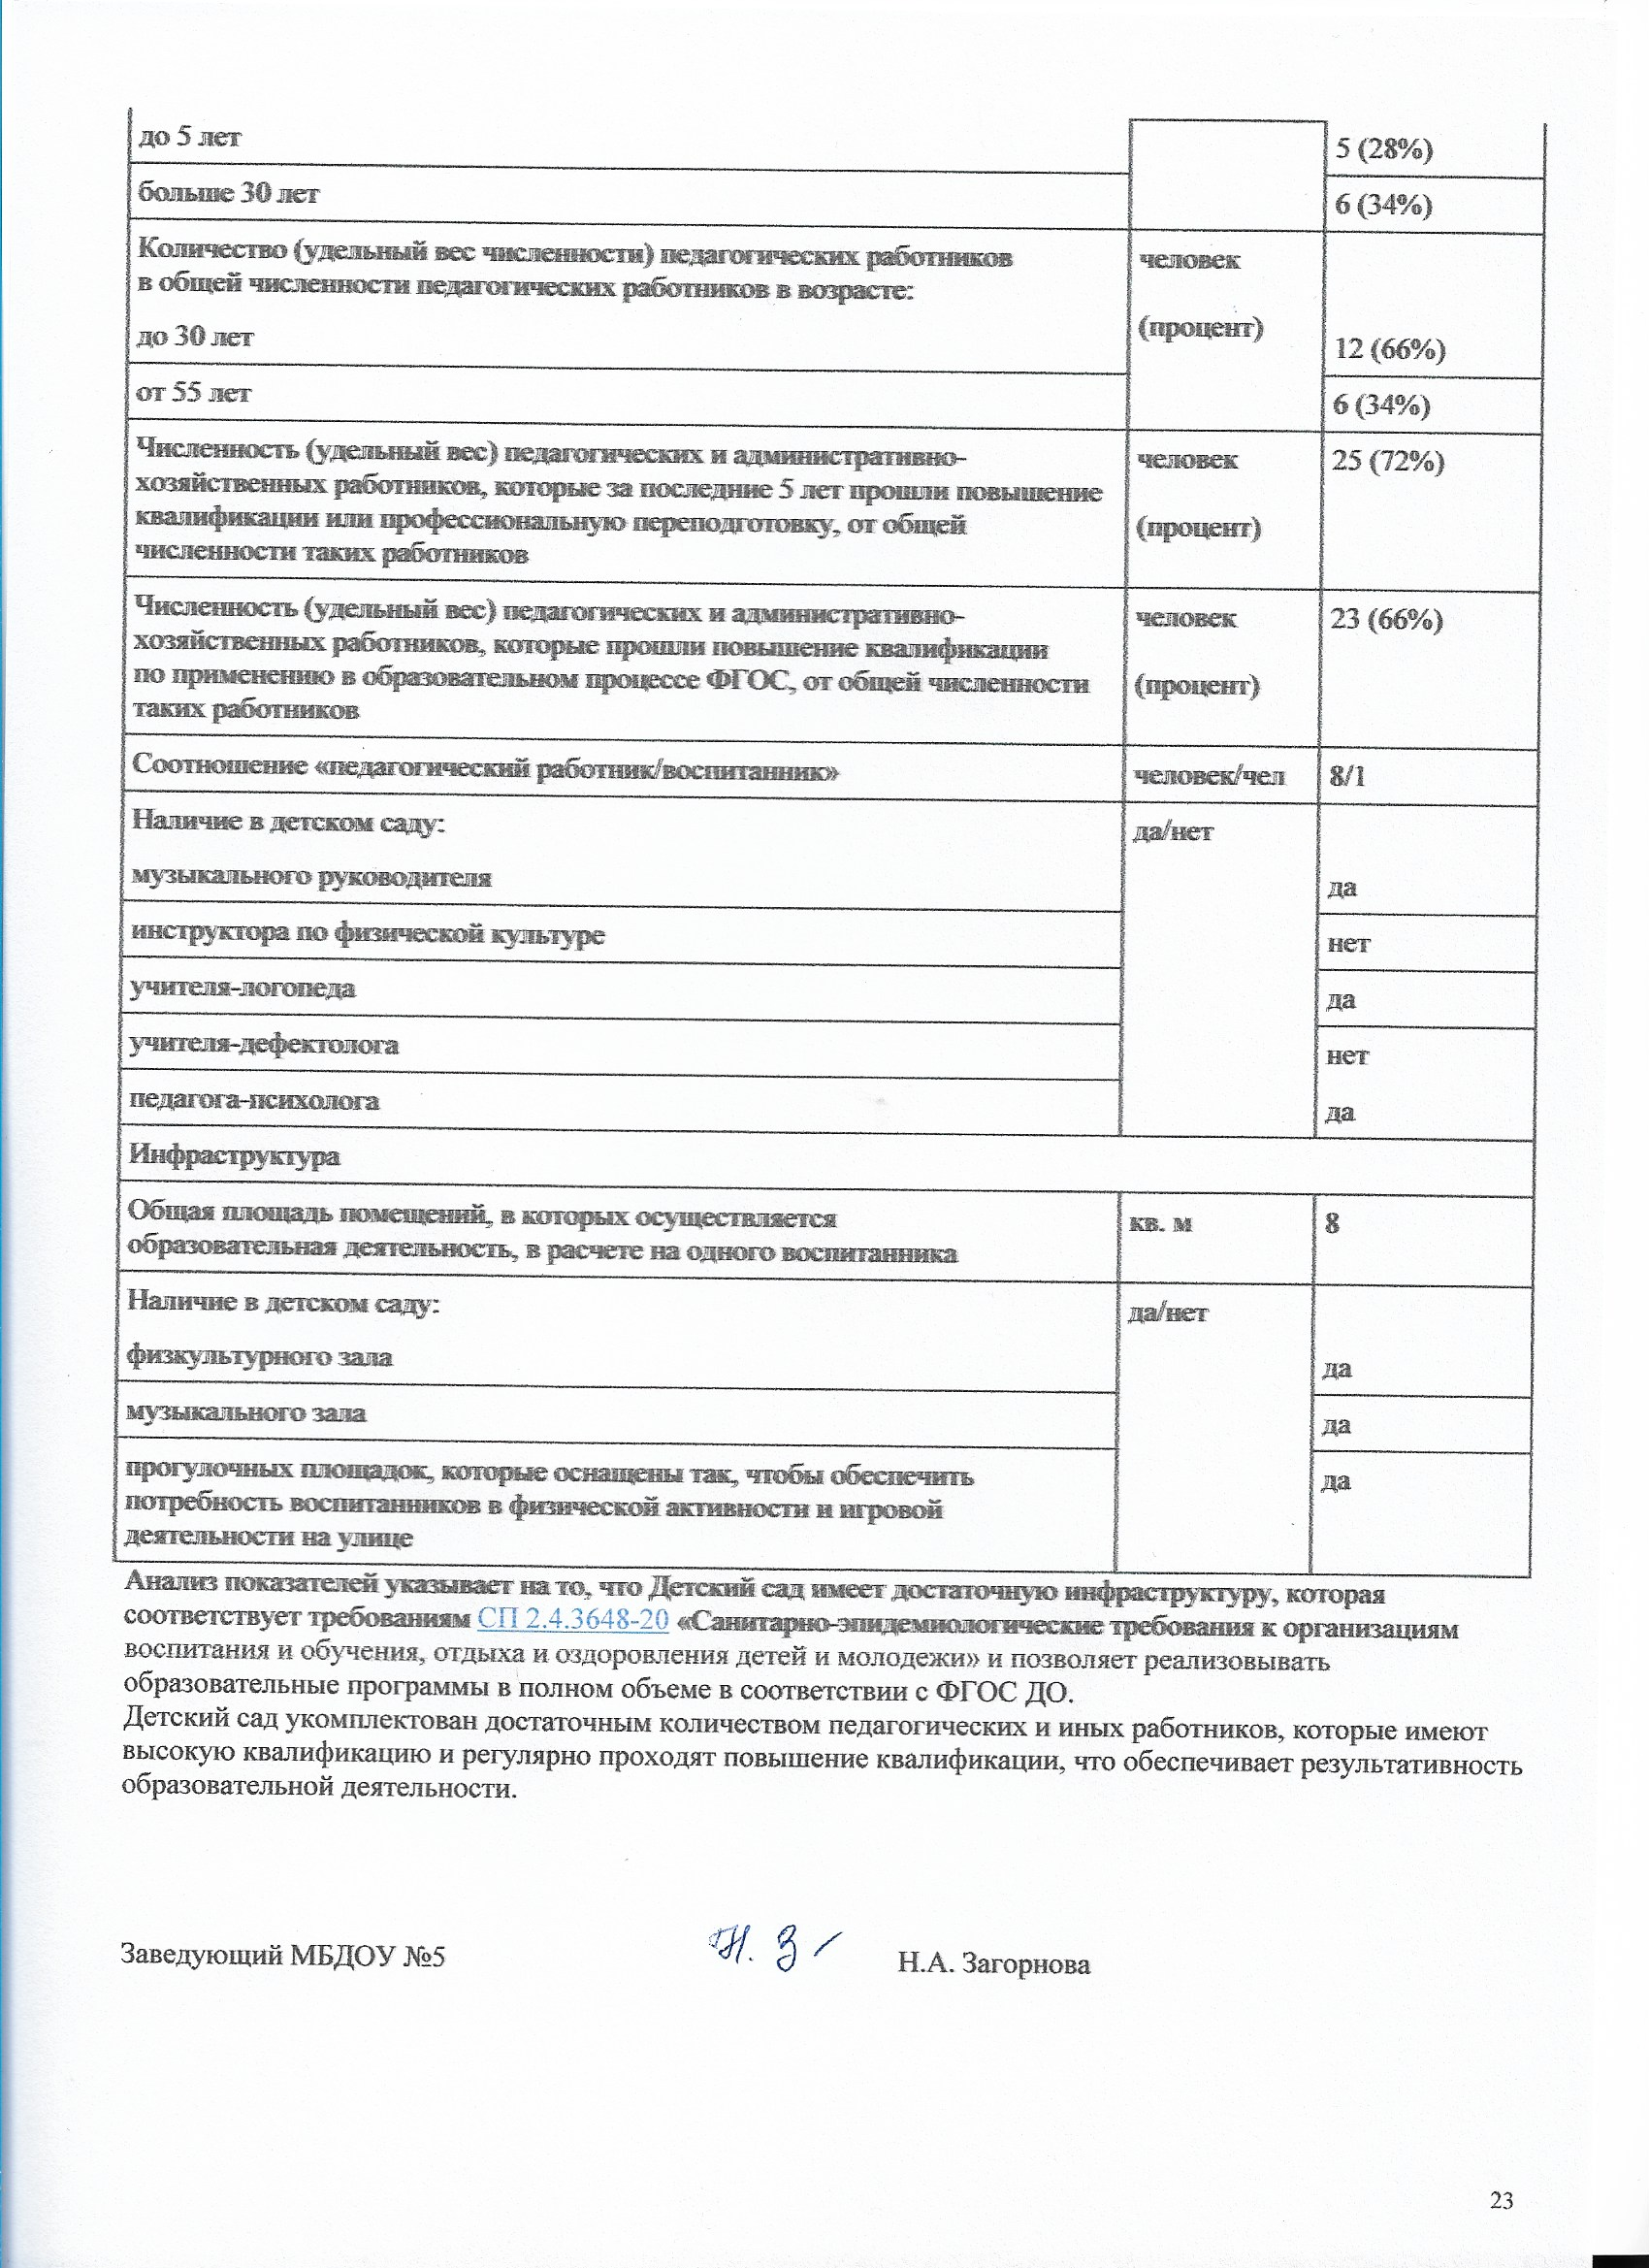 до 5 лет
5 (28%)
больше 30 лет
6 (34%)
Количество (удельный вес численности) педагогических работников
в общей численности педагогических работников в возрасте:
человек
(процент)
до 30 лет
12 (66%)
от 55 лет
6 (34%)
Численность (удельный вес) педагогических и административно-
хозяйственных работников, которые за последние 5 лет прошли повышение
квалификации или профессиональную переподготовку, от общей
численности таких работников
человек
(процент)
25 (72%)
Численность (удельный вес) педагогических и административно-
хозяйственных работников, которые прошли повышение квалификации
по применению в образовательном процессе ФГОС, от общей численности
таких работников
человек
(процент)
23 (66%)
Соотношение «педагогический работник/воспитанник»
человек/чел
8/1
Наличие в детском саду:
да/нет
музыкального руководителя
да
инструктора по физической культуре
нет
учителя-логопеда
да
учителя-дефектолога
нет
педагога-психолога
да
Инфраструктура
Общая площадь помещений, в которых осуществляется
образовательная деятельность, в расчете на одного воспитанника
кв. м
8
Наличие в детском саду:
да/нет
физкультурного зала
да
музыкального зала
да
прогулочных площадок, которые оснащены так, чтобы обеспечить
потребность воспитанников в физической активности и игровой
деятельности на улице
да
Анализ показателей указывает на то, что Детский сад имеет достаточную инфраструктуру, которая
соответствует требованиям СП 2.4.3648-20 «Санитарно-эпидемиологические требования к организациям
воспитания и обучения, отдыха и оздоровления детей и молодежи» и позволяет реализовывать
образовательные программы в полном объеме в соответствии с ФГОС ДО.
Детский сад укомплектован достаточным количеством педагогических и иных работников, которые имеют
высокую квалификацию и регулярно проходят повышение квалификации, что обеспечивает результативность
образовательной деятельности.
Заведующий МБДОУ №5
Н.А. Загорнова
23